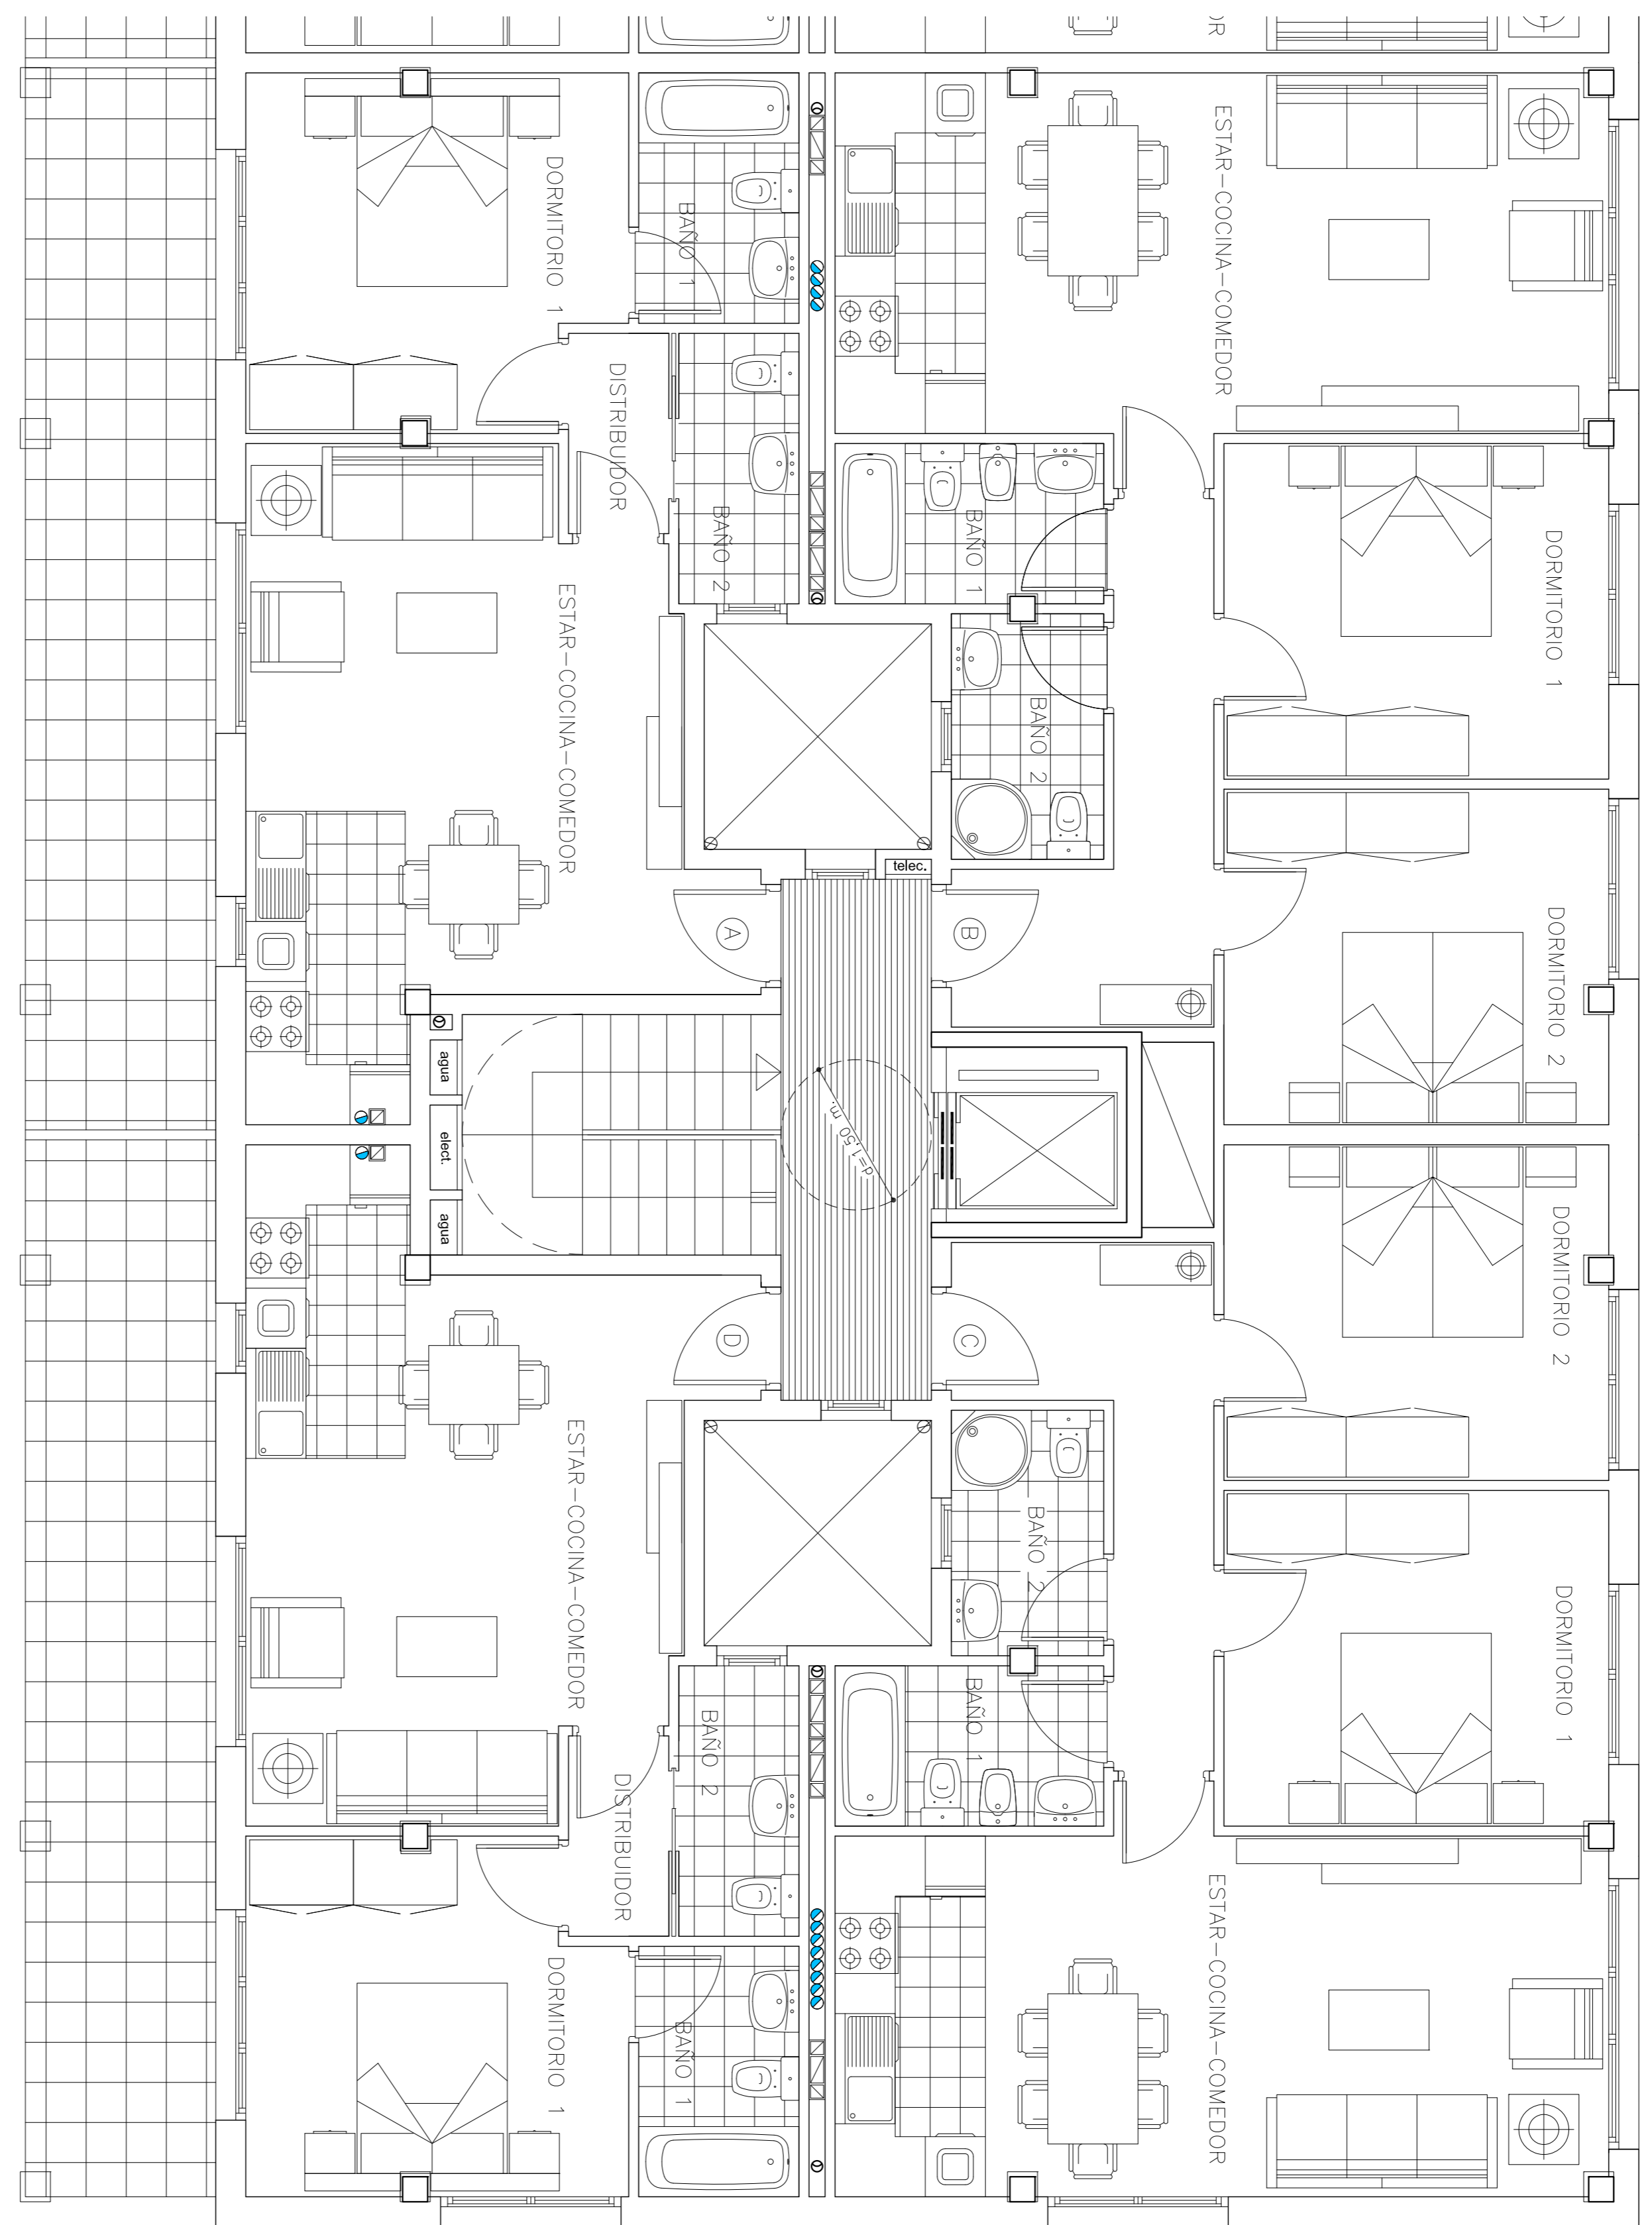 OR
DORMITORIO 1
BAÑO 1
ESTAR-COCINA-COMEDOR
DISTRIBUIDOR
BAÑO 2
BAÑO 1
DORMITORIO 1
ESTAR-COCINA-COMEDOR
BAÑO 2
telec.
A
B
DORMITORIO 2
agua
elect.
agua
d=1.50 m.
DORMITORIO 2
D
C
ESTAR-COCINA-COMEDOR
BAÑO 2
DORMITORIO 1
BAÑO 2
BAÑO 1
DISTRIBUIDOR
ESTAR-COCINA-COMEDOR
DORMITORIO 1
BAÑO 1